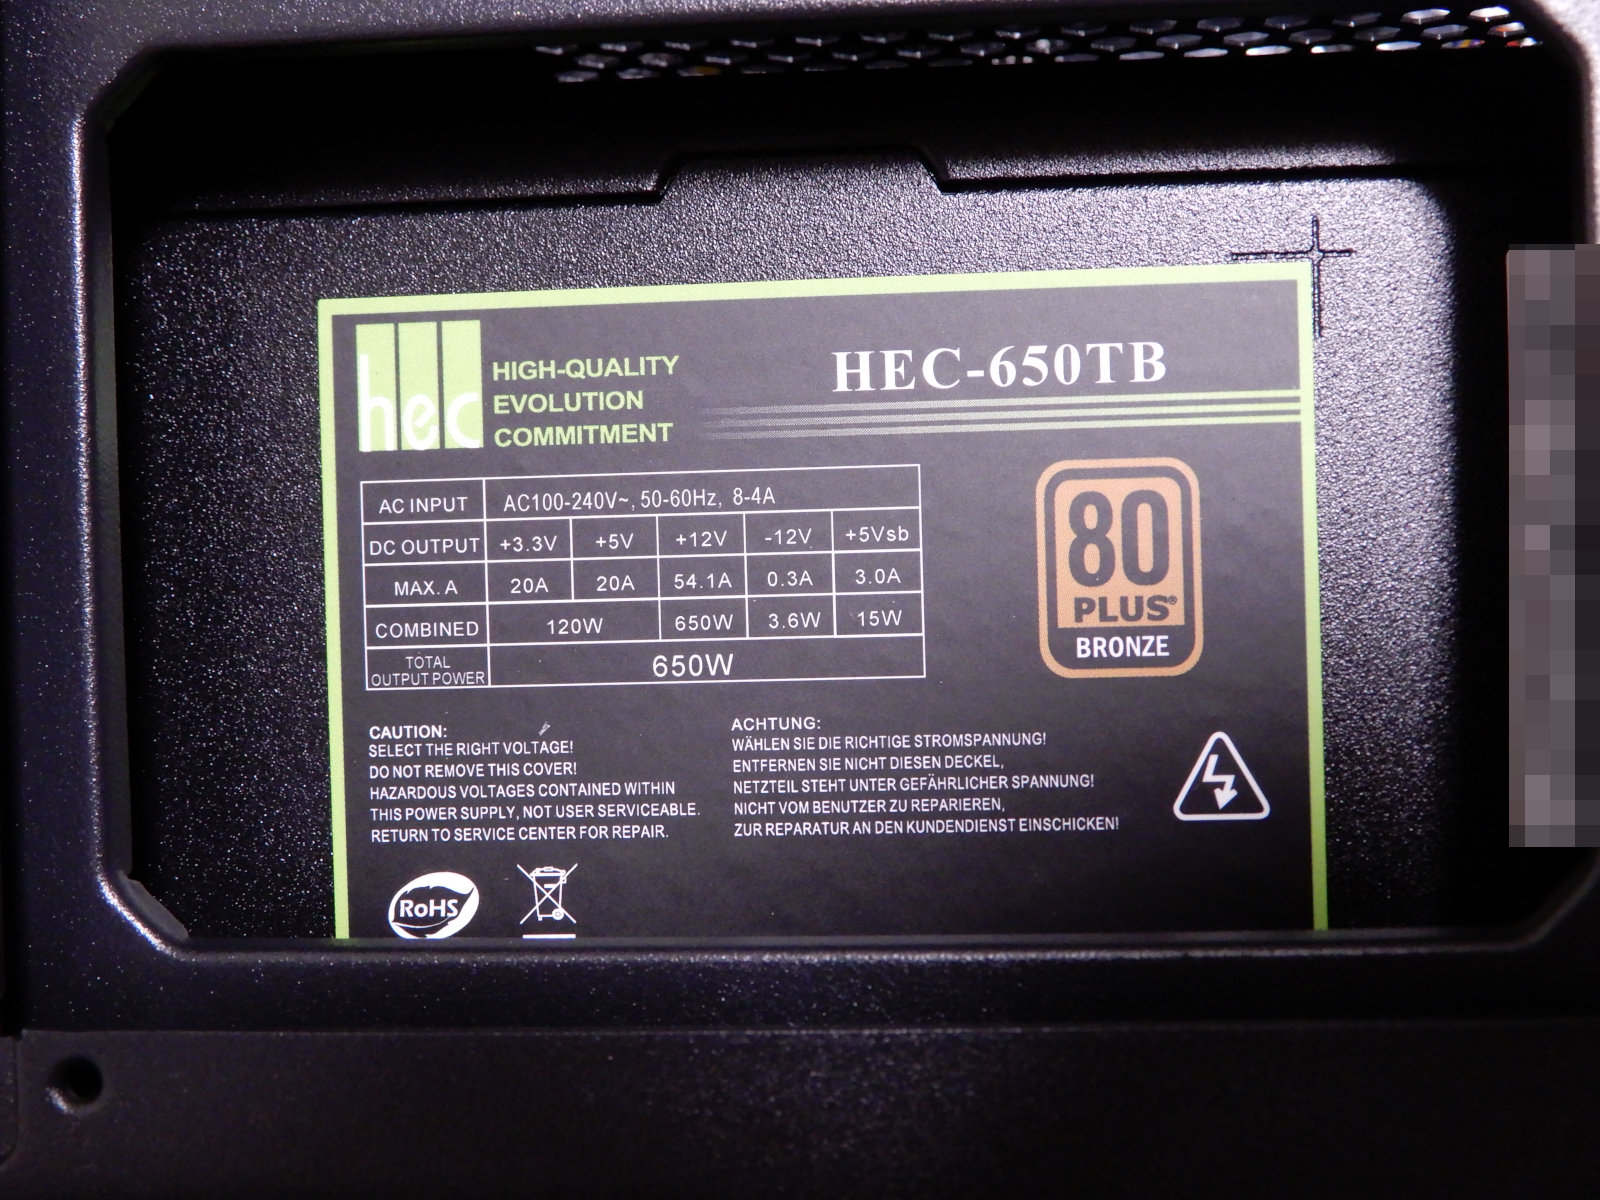 hec
HIGH-QUALITY
EVOLUTION
COMMITMENT
HEC-650TB
AC INPUT AC100-240V~, 50-60Hz, 8-4A
DC OUTPUT +3.3V +5V +12V -12V +5Vsb
MAX. A 20A 20A 54.1A 0.3A 3.0A
COMBINED 120W 650W 3.6W 15W
TOTAL
OUTPUT POWER
650W
80
PLUS®
BRONZE
CAUTION:
SELECT THE RIGHT VOLTAGE!
DO NOT REMOVE THIS COVER!
HAZARDOUS VOLTAGES CONTAINED WITHIN
THIS POWER SUPPLY, NOT USER SERVICEABLE.
RETURN TO SERVICE CENTER FOR REPAIR.
ACHTUNG:
WÄHLEN SIE DIE RICHTIGE STROMSPANNUNG!
ENTFERNEN SIE NICHT DIESEN DECKEL,
NETZTEIL STEHT UNTER GEFÄHRLICHER SPANNUNG!
NICHT VOM BENUTZER ZU REPARIEREN,
ZUR REPARATUR AN DEN KUNDENDIENST EINSCHICKEN!
RoHS